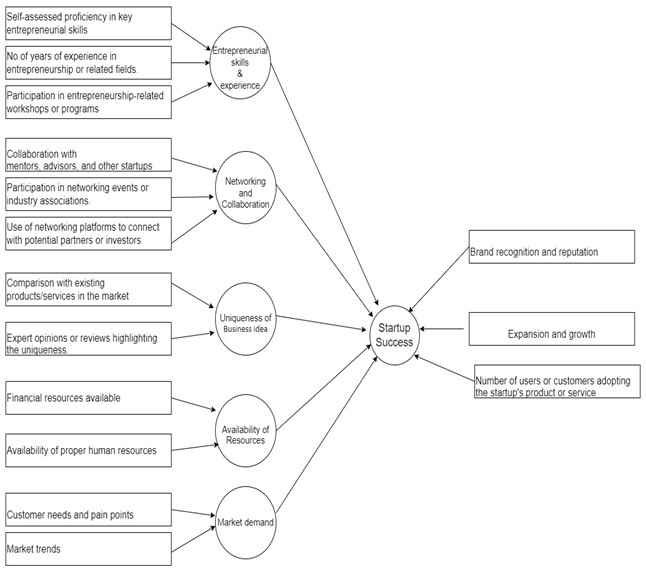 Self-assessed proficiency in key
entrepreneurial skills
No of years of experience in
entrepreneurship or related fields.
Participation in entrepreneurship-related
workshops or programs
Entrepreneurial
skills
&
experience
Collaboration with
mentors, advisors, and other startups
Participation in networking events or
industry associations.
Use of networking platforms to connect
with potential partners or investors
Networking
and
Collaboration
Comparison with existing
products/services in the market
Expert opinions or reviews highlighting
the uniqueness.
Uniqueness of
Business idea
Financial resources available
Availability of proper human resources
Availability of
Resources
Customer needs and pain points
Market trends
Market demand
Startup
Success
Brand recognition and reputation
Expansion and growth
Number of users or customers adopting
the startup's product or service